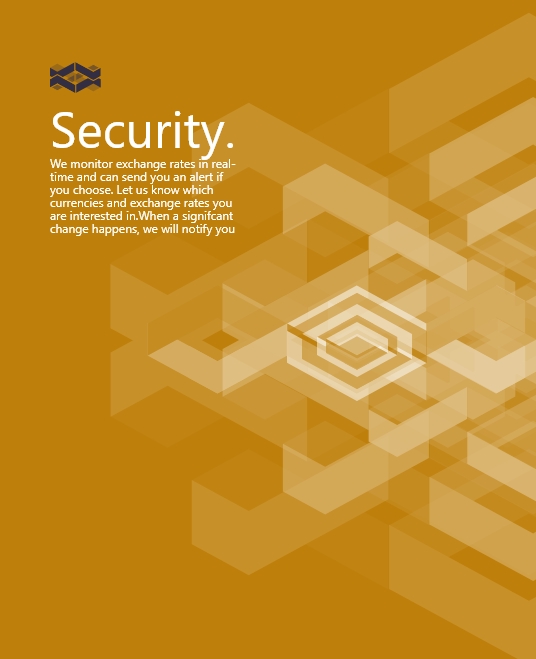 Security.
We monitor exchange rates in real-
time and can send you an alert if
you choose. Let us know which
currencies and exchange rates you
are interested in.When a signifcant
change happens, we will notify you